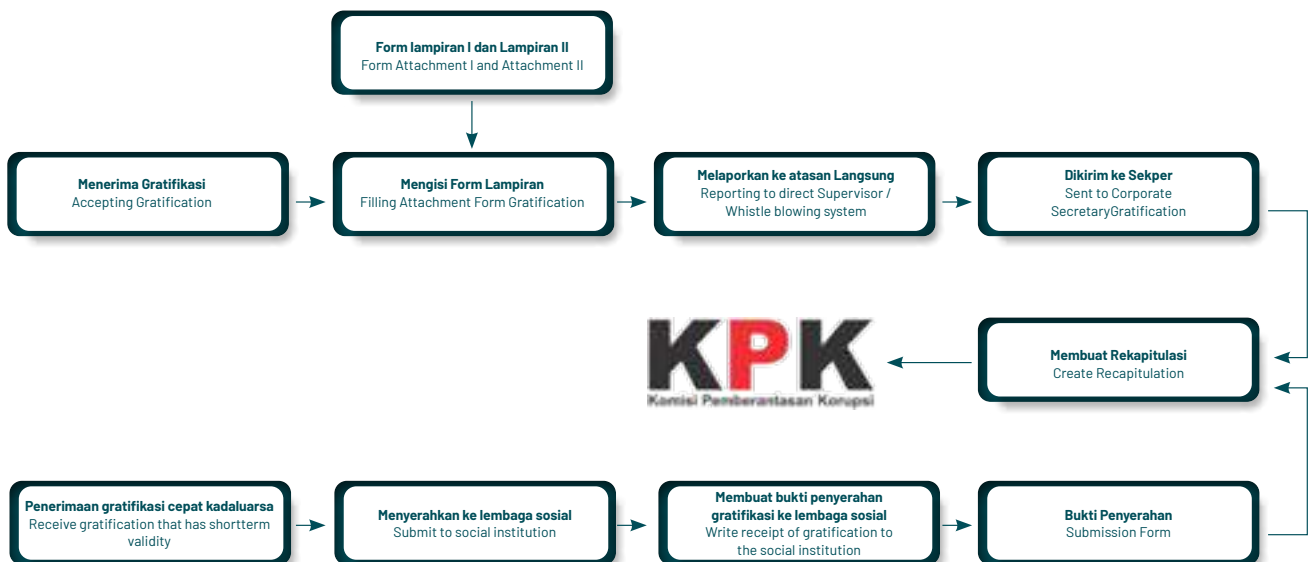 Form lampiran I dan Lampiran II
Form Attachment I and Attachment II
Menerima Gratifikasi
Accepting Gratification
Mengisi Form Lampiran
Filling Attachment Form Gratification
Melaporkan ke atasan Langsung
Reporting to direct Supervisor /
Whistle blowing system
Dikirim ke Sekper
Sent to Corporate
SecretaryGratification
KPK
Komisi Pemberantasan Korupsi
Membuat Rekapitulasi
Create Recapitulation
Penerimaan gratifikasi cepat kadaluarsa
Receive gratification that has shortterm
validity
Menyerahkan ke lembaga sosial
Submit to social institution
Membuat bukti penyerahan
gratifikasi ke lembaga sosial
Write receipt of gratification to
the social institution
Bukti Penyerahan
Submission Form